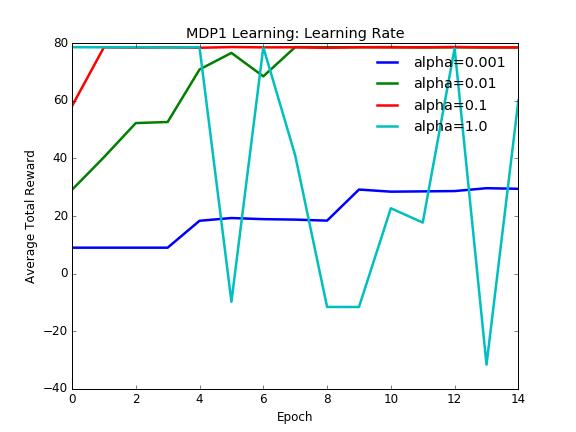 MDP1 Learning: Learning Rate
80
60
40
20
0
−20
−40
Average Total Reward
alpha=0.001
alpha=0.01
alpha=0.1
alpha=1.0
0 2 4 6 8 10 12 14
Epoch